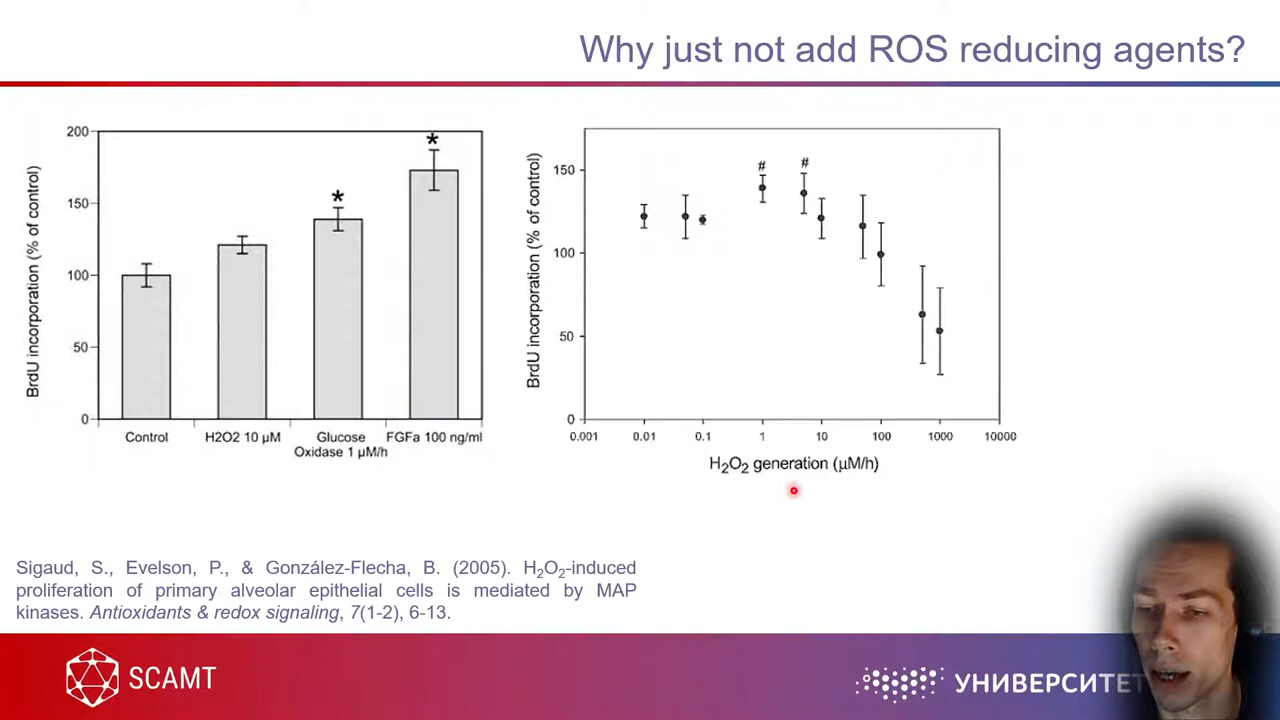 Why just not add ROS reducing agents?
BrdU incorporation (% of control)
200
150
100
50
0
*
*
Control
H2O2 10 µM
Glucose
Oxidase 1 µM/h
FGFa 100 ng/ml
BrdU incorporation (% of control)
150
100
50
0
#
#
0.001
0.01
0.1
1
10
100
1000
10000
H₂O₂ generation (µM/h)
Sigaud, S., Evelson, P., & González-Flecha, B. (2005). H₂O₂-induced
proliferation of primary alveolar epithelial cells is mediated by MAP
kinases. Antioxidants & redox signaling, 7(1-2), 6-13.
SCAMT
УНИВЕРСИТЕТ